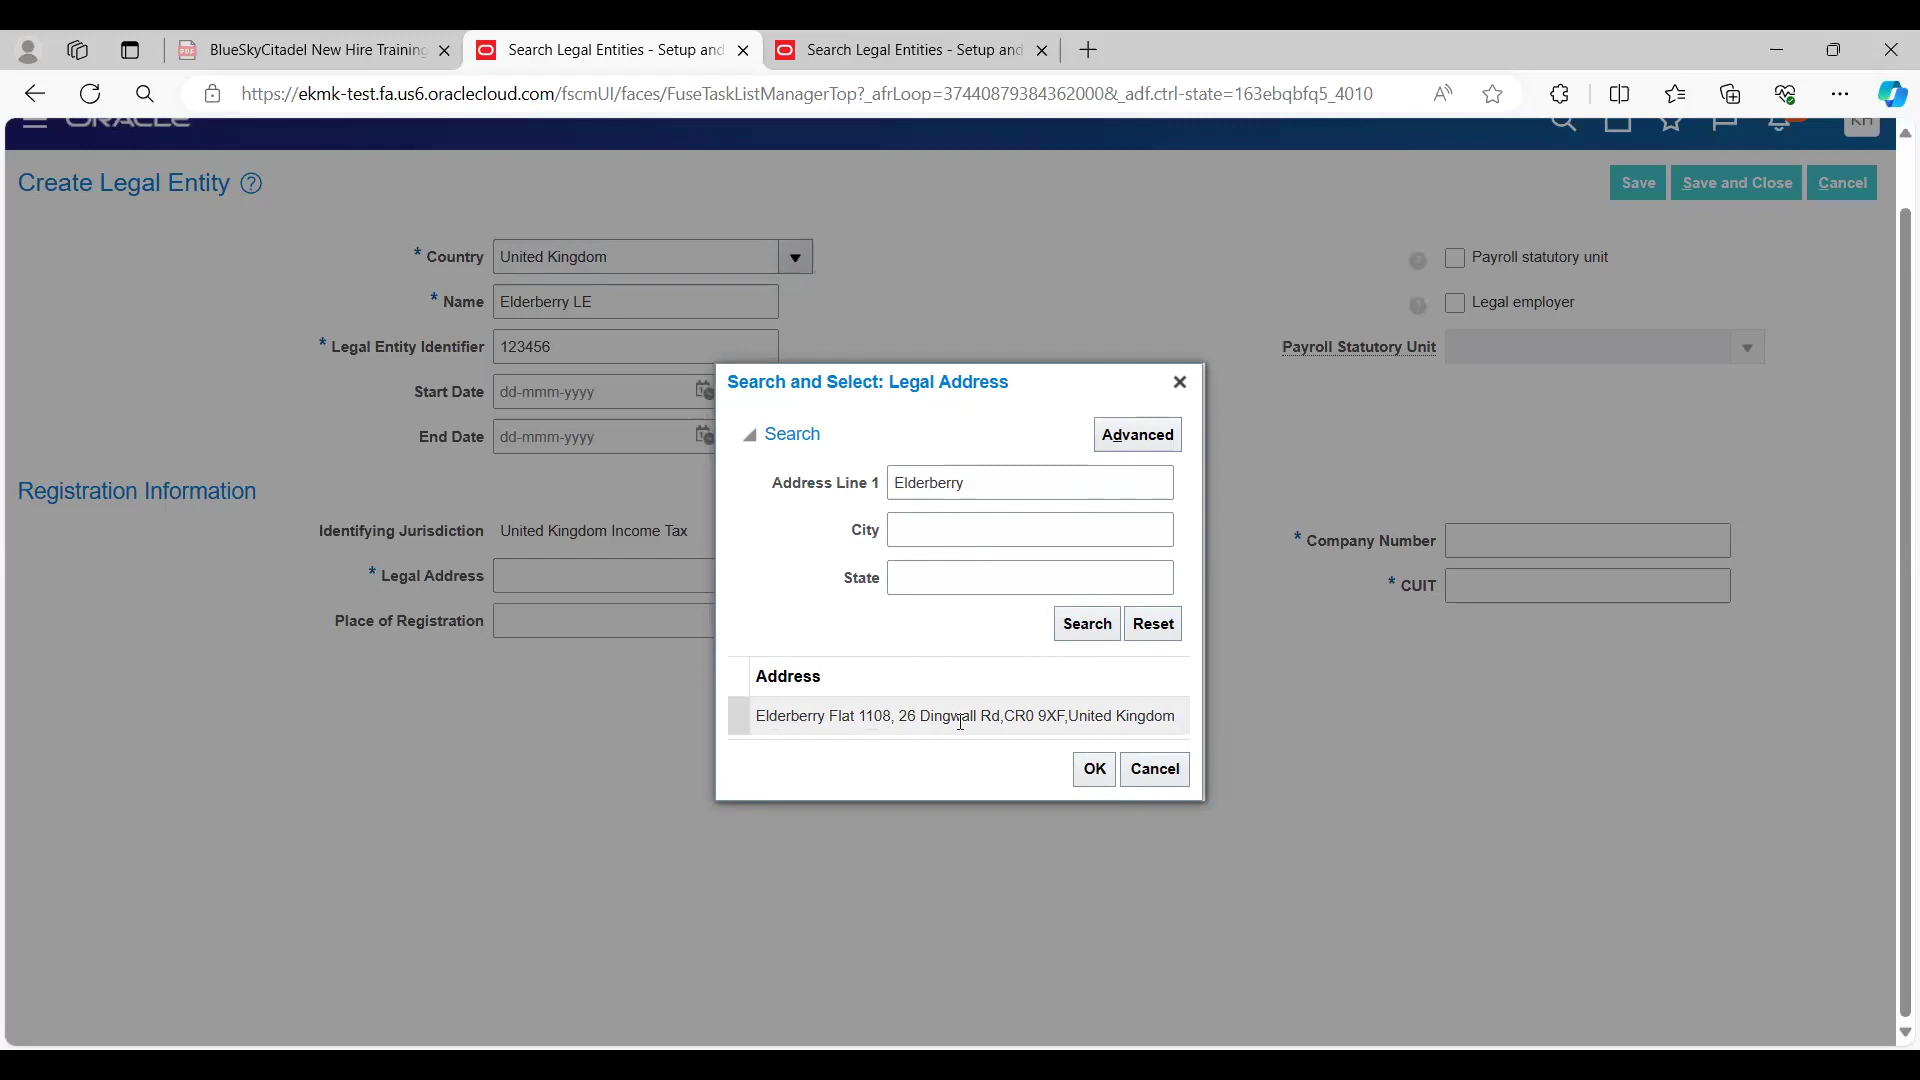 BlueSkyCitadel New Hire Training
Search Legal Entities - Setup and
Search Legal Entities - Setup and
https://ekmk-test.fa.us6.oraclecloud.com/fscmUI/faces/FuseTaskListManagerTop?_afrLoop=37440879384362000&_adf.ctrl-state=163ebqbfq5_4010
ORACLE
KH
Create Legal Entity ?
Save
Save and Close
Cancel
* Country United Kingdom
Payroll statutory unit
* Name Elderberry LE
Legal employer
* Legal Entity Identifier 123456
Payroll Statutory Unit
Start Date dd-mmm-yyyy
End Date dd-mmm-yyyy
Search and Select: Legal Address
Search
Advanced
Address Line 1 Elderberry
City
State
Search
Reset
Address
Elderberry Flat 1108, 26 Dingwall Rd,CR0 9XF,United Kingdom
OK
Cancel
Registration Information
Identifying Jurisdiction United Kingdom Income Tax
* Company Number
* Legal Address
* CUIT
Place of Registration